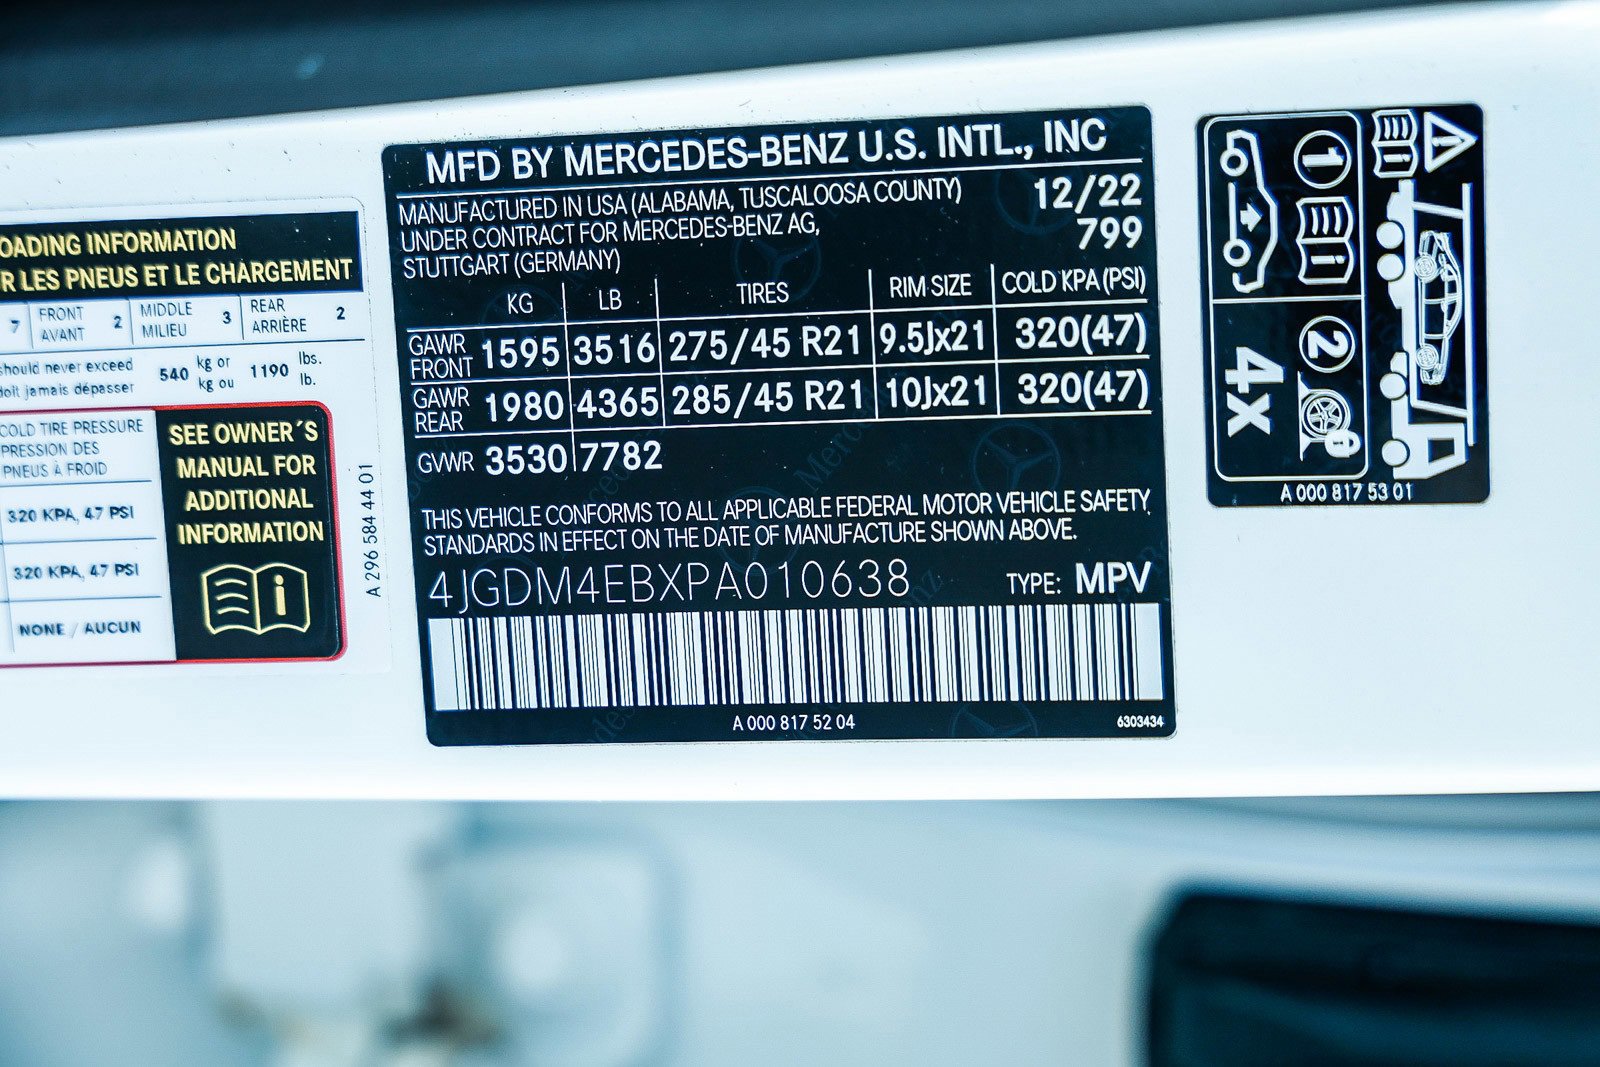 OADING INFORMATION
R LES PNEUS ET LE CHARGEMENT
7 FRONT AVANT 2 MIDDLE MILIEU 3 REAR ARRIÈRE 2
should never exceed
doit jamais dépasser
540 kg or kg ou 1190 lbs. lb.
COLD TIRE PRESSURE
PRESSION DES
PNEUS À FROID
320 KPA, 47 PSI
320 KPA, 47 PSI
NONE / AUCUN
SEE OWNER´S
MANUAL FOR
ADDITIONAL
INFORMATION
A 296 584 44 01
MFD BY MERCEDES-BENZ U.S. INTL., INC
MANUFACTURED IN USA (ALABAMA, TUSCALOOSA COUNTY) 12/22
UNDER CONTRACT FOR MERCEDES-BENZ AG, 799
STUTTGART (GERMANY)
KG LB TIRES RIM SIZE COLD KPA (PSI)
GAWR FRONT 1595 3516 275/45 R21 9.5Jx21 320(47)
GAWR REAR 1980 4365 285/45 R21 10Jx21 320(47)
GVWR 3530 7782
THIS VEHICLE CONFORMS TO ALL APPLICABLE FEDERAL MOTOR VEHICLE SAFETY
STANDARDS IN EFFECT ON THE DATE OF MANUFACTURE SHOWN ABOVE.
4JGDM4EBXPA010638 TYPE: MPV
A 000 817 52 04 6303434
1
2
4x
A 000 817 53 01